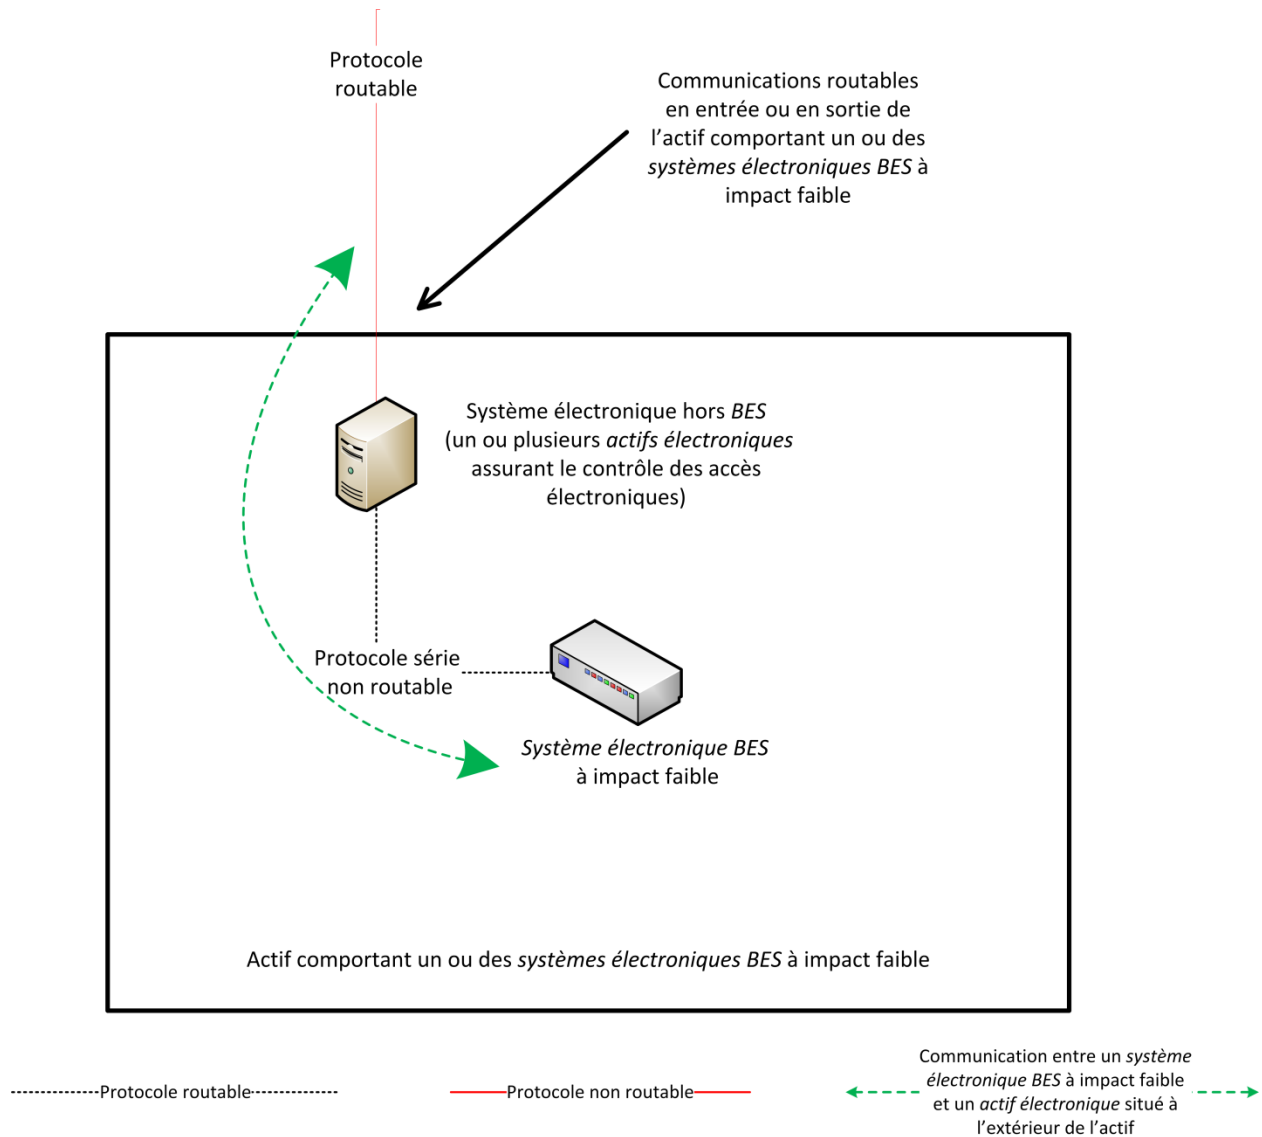 Protocole
routable
Communications routables
en entrée ou en sortie de
l’actif comportant un ou des
systèmes électroniques BES à
impact faible
Système électronique hors BES
(un ou plusieurs actifs électroniques
assurant le contrôle des accès
électroniques)
Protocole série
non routable
Système électronique BES
à impact faible
Actif comportant un ou des systèmes électroniques BES à impact faible
Protocole routable
Protocole non routable
Communication entre un système
électronique BES à impact faible
et un actif électronique situé à
l’extérieur de l’actif